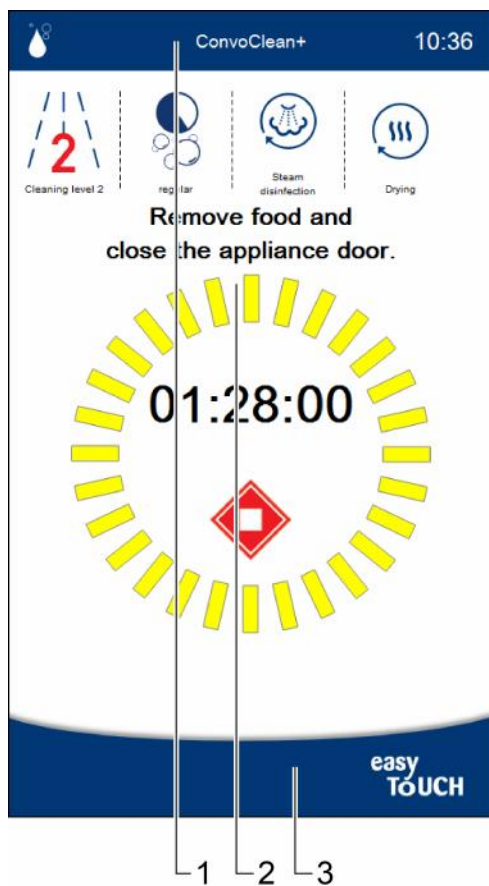 ConvoClean+ 10:36
2
Cleaning level 2
regular
Steam
disinfection
Drying
Remove food and
close the appliance door.
01:28:00
easy
TOUCH
1 2 3